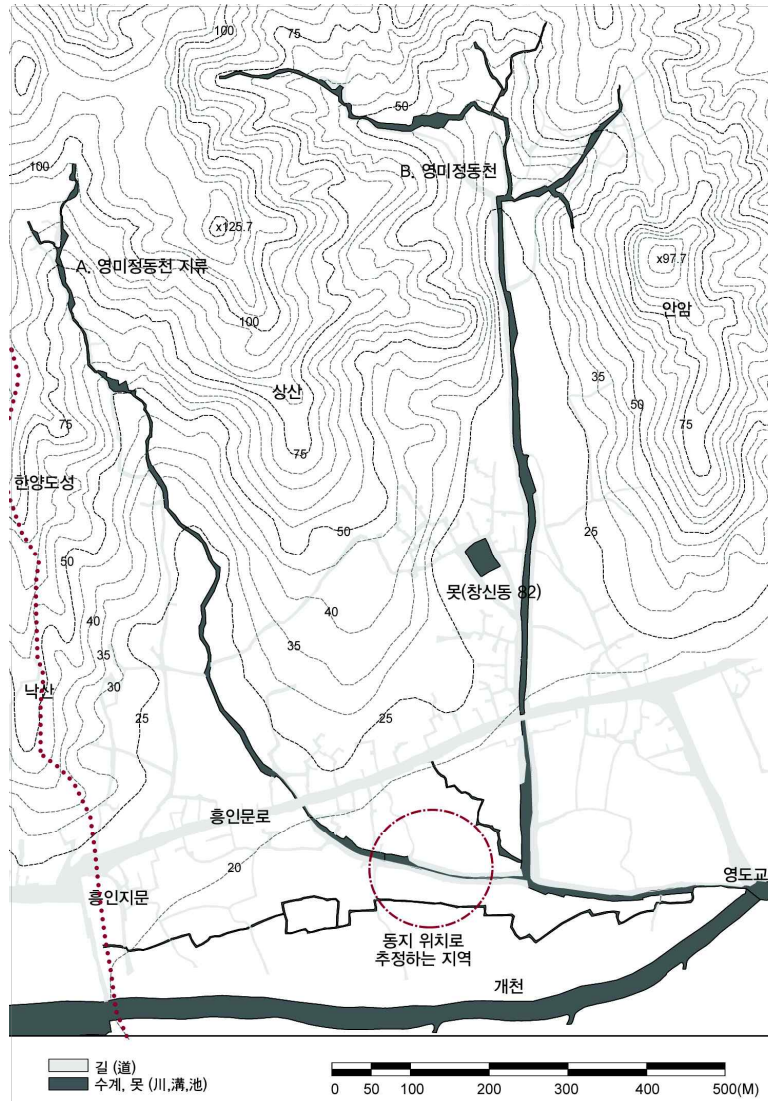 100
75
50
100
B. 영미정동천
x125.7
A. 영미정동천 지류
x97.7
안암
100
상산
35
50
75
75
75
한양도성
50
25
50
못(창신동 82)
40
40
35
35
30
낙산
25
25
흥인문로
20
영도교
흥인지문
동지 위치로
추정하는 지역
개천
길 (道)
수계, 못 (川,溝,池)
0 50 100 200 300 400 500(M)